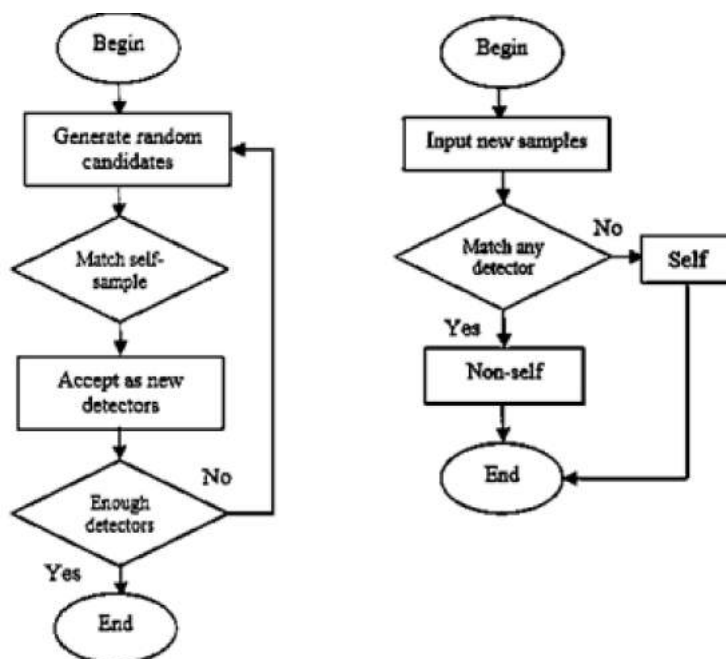 Begin
Generate random
candidates
Match self-
sample
Accept as new
detectors
No
Enough
detectors
Yes
End
Begin
Input new samples
No
Match any
detector
Self
Yes
Non-self
End